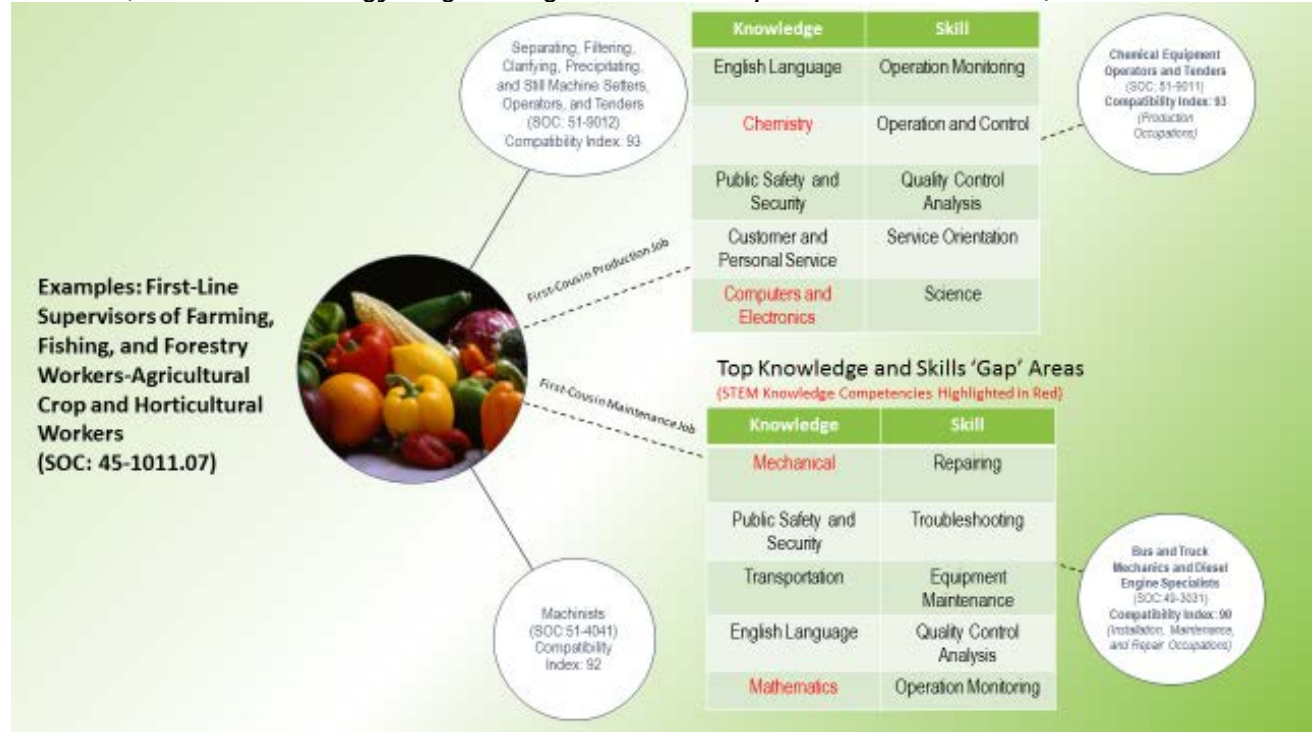 Separating, Filtering,
Clarifying, Precipitating,
and Still Machine Setters,
Operators, and Tenders
(SOC: 51-9012)
Compatibility Index: 93
Knowledge Skill
English Language Operation Monitoring
Chemistry Operation and Control
Public Safety and Quality Control
Security Analysis
Customer and Service Orientation
Personal Service
Computers and Science
Electronics
Chemical Equipment
Operators and Tenders
(SOC: 51-9011)
Compatibility Index: 93
(Production
Occupations)
First-Cousin Production Job
Examples: First-Line
Supervisors of Farming,
Fishing, and Forestry
Workers-Agricultural
Crop and Horticultural
Workers
(SOC: 45-1011.07)
First-Cousin Maintenance Job
Top Knowledge and Skills 'Gap' Areas
(STEM Knowledge Competencies Highlighted in Red)
Knowledge Skill
Mechanical Repairing
Public Safety and Troubleshooting
Security
Transportation Equipment
Maintenance
English Language Quality Control
Analysis
Mathematics Operation Monitoring
Bus and Truck
Mechanics and Diesel
Engine Specialists
(SOC:49-3031)
Compatibility Index: 90
(Installation, Maintenance,
and Repair Occupations)
Machinists
(SOC:51-4041)
Compatibility
Index: 92